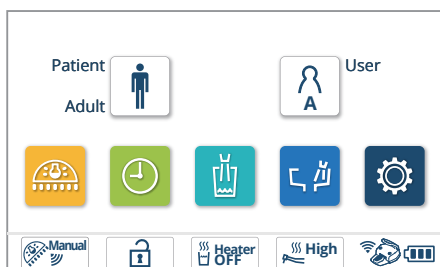 Patient
Adult
User
A
Manual
Heater
OFF
High